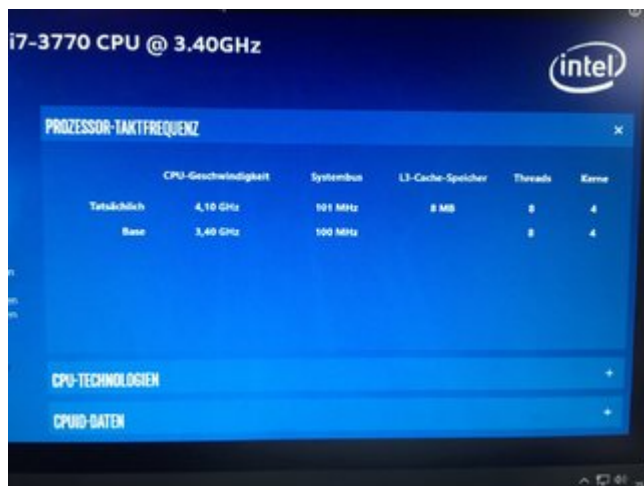 i7-3770 CPU @ 3.40GHz
intel
PROZESSOR-TAKTFREQUENZ ×
CPU-Geschwindigkeit Systembus L3-Cache-Speicher Threads Kerne
Tatsächlich 4,10 GHz 101 MHz 8 MB 8 4
Base 3,40 GHz 100 MHz 8 4
CPU-TECHNOLOGIEN +
CPUID-DATEN +